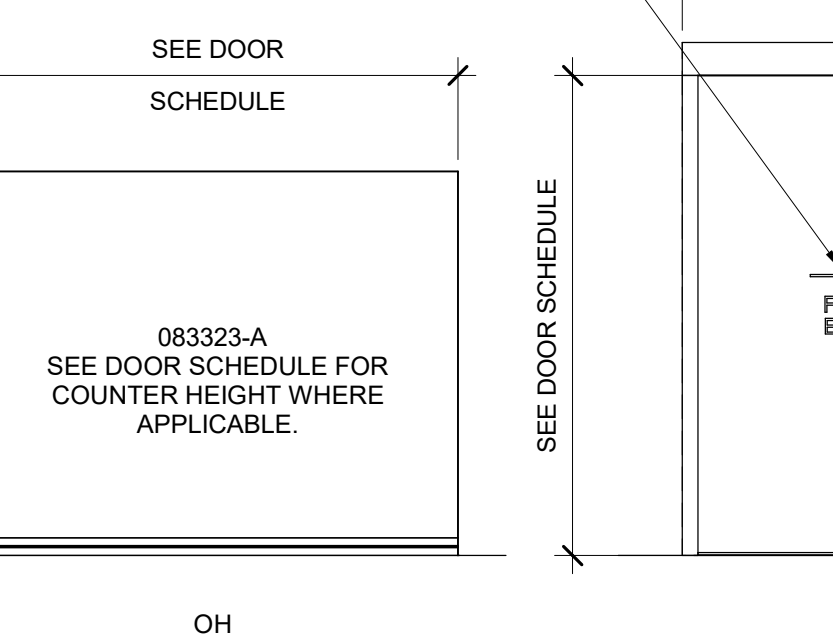 SEE DOOR
SCHEDULE
083323-A
SEE DOOR SCHEDULE FOR
COUNTER HEIGHT WHERE
APPLICABLE.
OH
SEE DOOR SCHEDULE